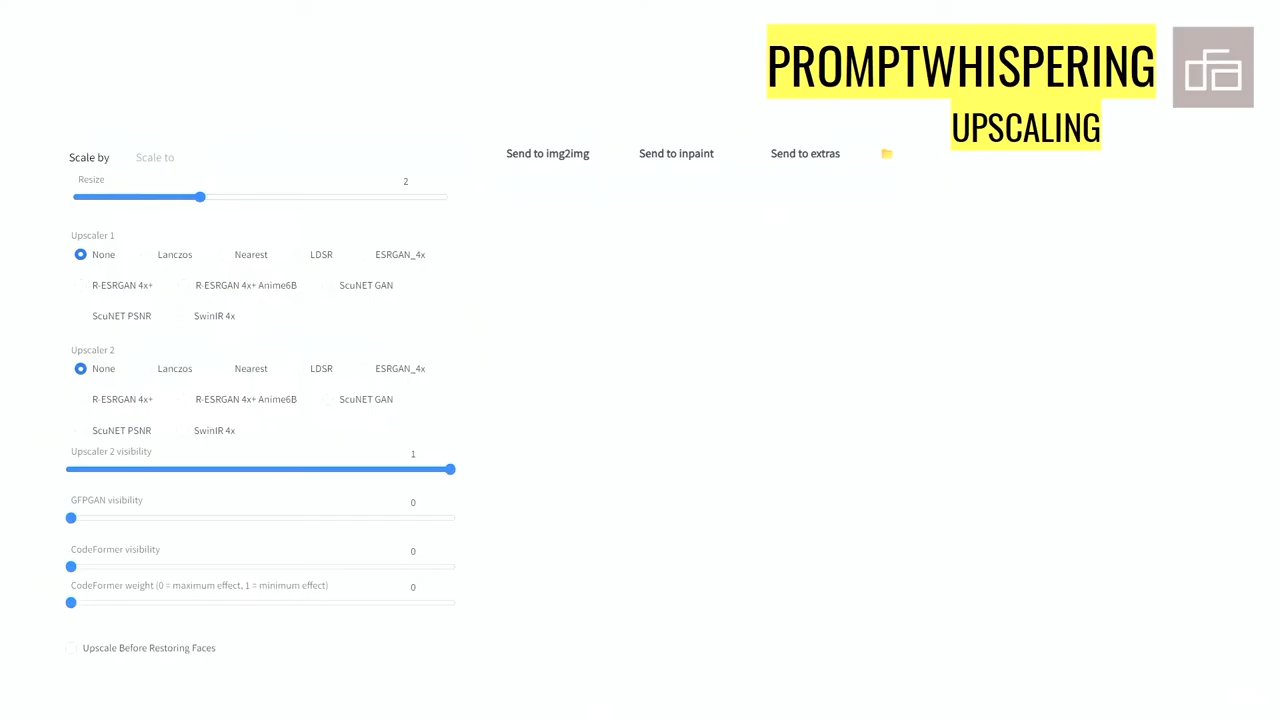 PROMPTWHISPERING
UPSCALING
dfa
Scale by Scale to
Send to img2img Send to inpaint Send to extras
Resize 2
Upscaler 1
None Lanczos Nearest LDSR ESRGAN_4x
R-ESRGAN 4x+ R-ESRGAN 4x+ Anime6B ScuNET GAN
ScuNET PSNR SwinIR 4x
Upscaler 2
None Lanczos Nearest LDSR ESRGAN_4x
R-ESRGAN 4x+ R-ESRGAN 4x+ Anime6B ScuNET GAN
ScuNET PSNR SwinIR 4x
Upscaler 2 visibility 1
GFPGAN visibility 0
CodeFormer visibility 0
CodeFormer weight (0 = maximum effect, 1 = minimum effect) 0
Upscale Before Restoring Faces